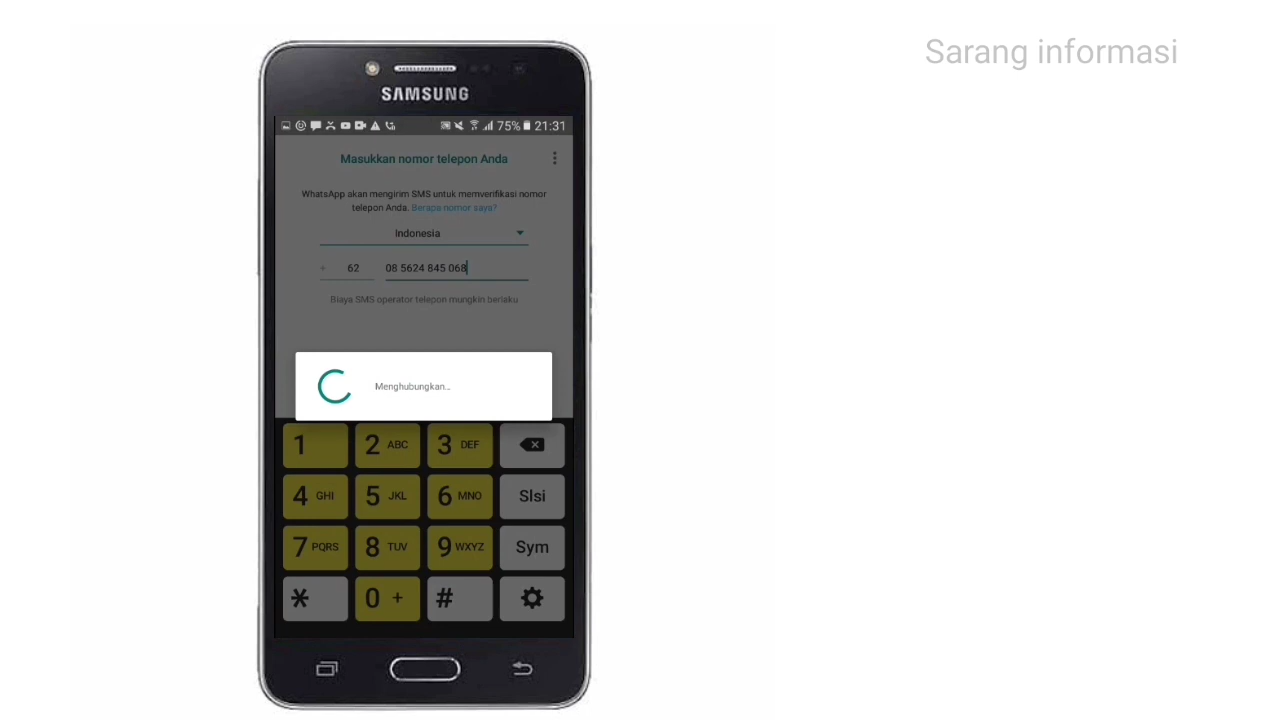 Sarang informasi
SAMSUNG
75% 21:31
Masukkan nomor telepon Anda
WhatsApp akan mengirim SMS untuk memverifikasi nomor
telepon Anda. Berapa nomor saya?
Indonesia
+ 62 08 5624 845 068
Biaya SMS operator telepon mungkin berlaku
Menghubungkan...
1 2 ABC 3 DEF
4 GHI 5 JKL 6 MNO Slsi
7 PQRS 8 TUV 9 WXYZ Sym
* 0 + #